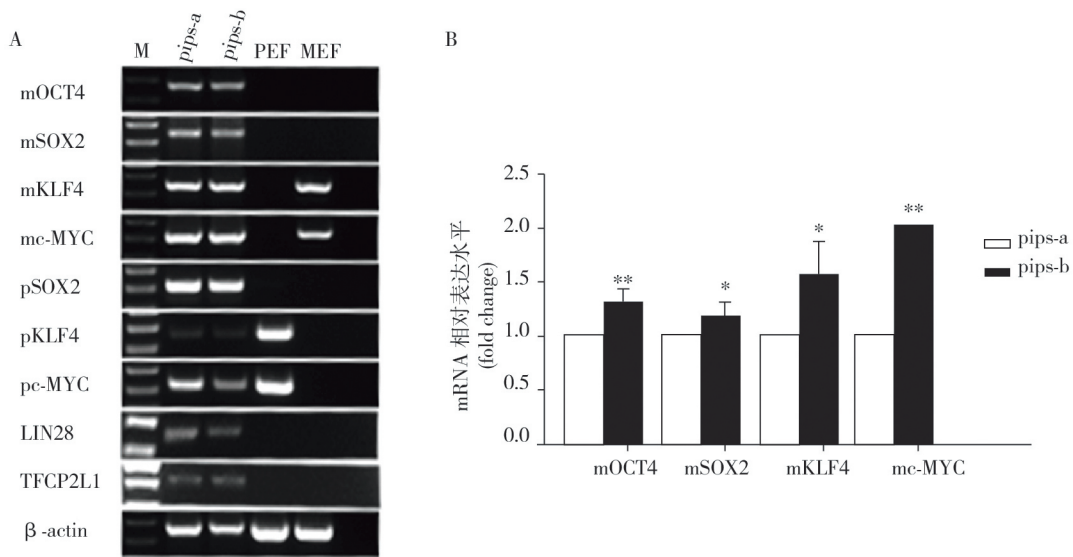 A
M pips-a pips-b PEF MEF
mOCT4
mSOX2
mKLF4
mc-MYC
pSOX2
pKLF4
pc-MYC
LIN28
TFCP2L1
β-actin
B
mRNA 相对表达水平
(fold change)
2.5
2.0
1.5
1.0
0.5
0.0
** * * **
pips-a
pips-b
mOCT4 mSOX2 mKLF4 mc-MYC